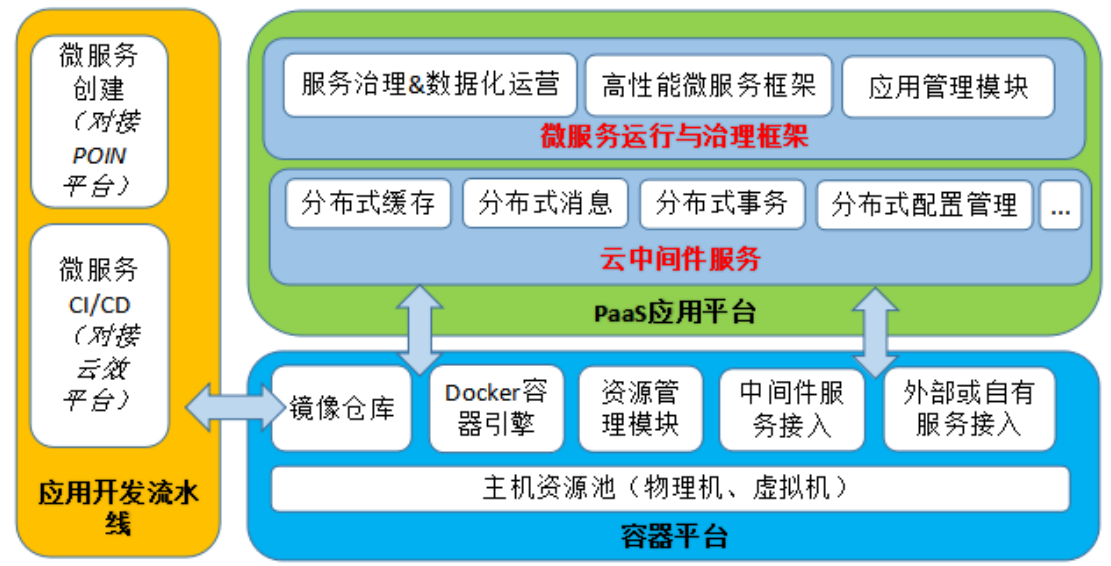 微服务
创建
（对接
POIN
平台）
微服务
CI/CD
（对接
云效
平台）
应用开发流水
线
服务治理&数据化运营
高性能微服务框架
应用管理模块
微服务运行与治理框架
分布式缓存
分布式消息
分布式事务
分布式配置管理
...
云中间件服务
PaaS应用平台
镜像仓库
Docker容
器引擎
资源管
理模块
中间件服
务接入
外部或自有
服务接入
主机资源池（物理机、虚拟机）
容器平台